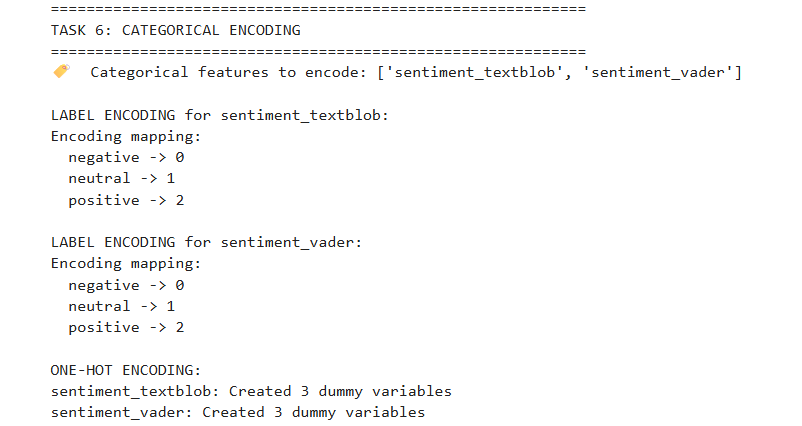 ============================================================
TASK 6: CATEGORICAL ENCODING
============================================================
🏷️ Categorical features to encode: ['sentiment_textblob', 'sentiment_vader']
LABEL ENCODING for sentiment_textblob:
Encoding mapping:
negative -> 0
neutral -> 1
positive -> 2
LABEL ENCODING for sentiment_vader:
Encoding mapping:
negative -> 0
neutral -> 1
positive -> 2
ONE-HOT ENCODING:
sentiment_textblob: Created 3 dummy variables
sentiment_vader: Created 3 dummy variables